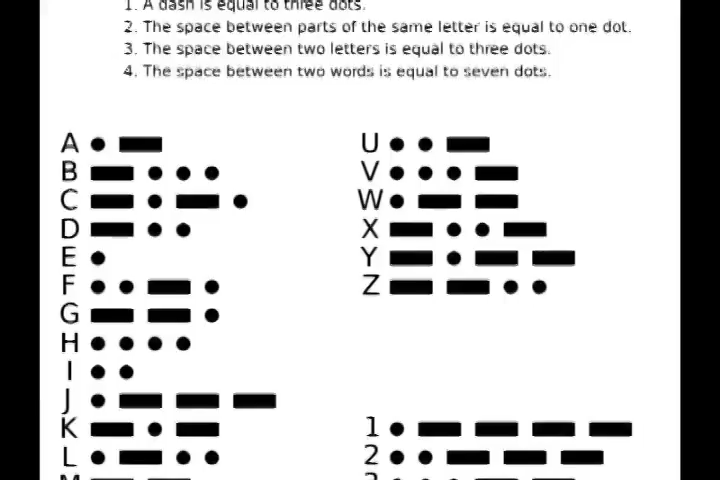 1. A dash is equal to three dots.
2. The space between parts of the same letter is equal to one dot.
3. The space between two letters is equal to three dots.
4. The space between two words is equal to seven dots.
A
B
C
D
E
F
G
H
I
J
K
L
M
U
V
W
X
Y
Z
1
2
3